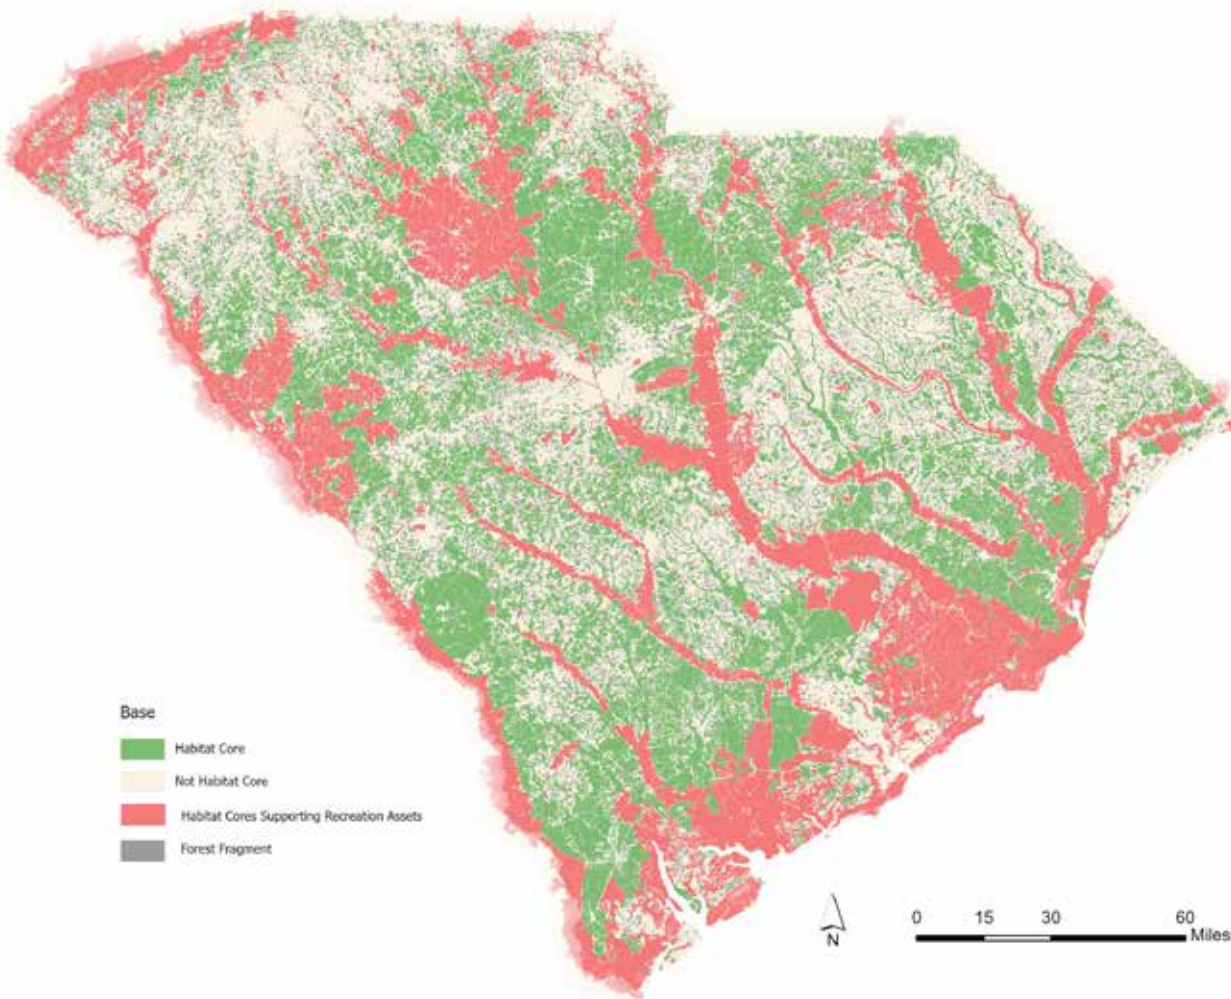 Base
Habitat Core
Not Habitat Core
Habitat Cores Supporting Recreation Assets
Forest Fragment
N
0 15 30 60
Miles